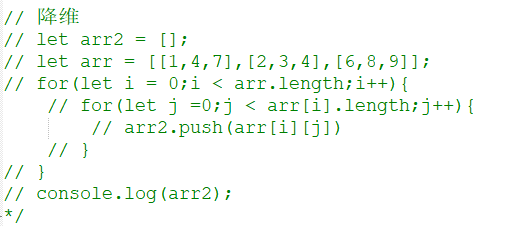 // 降维
// let arr2 = [];
// let arr = [[1,4,7],[2,3,4],[6,8,9]];
// for(let i = 0;i < arr.length;i++){
    // for(let j =0;j < arr[i].length;j++){
        // arr2.push(arr[i][j])
    // }
// }
// console.log(arr2);
*/